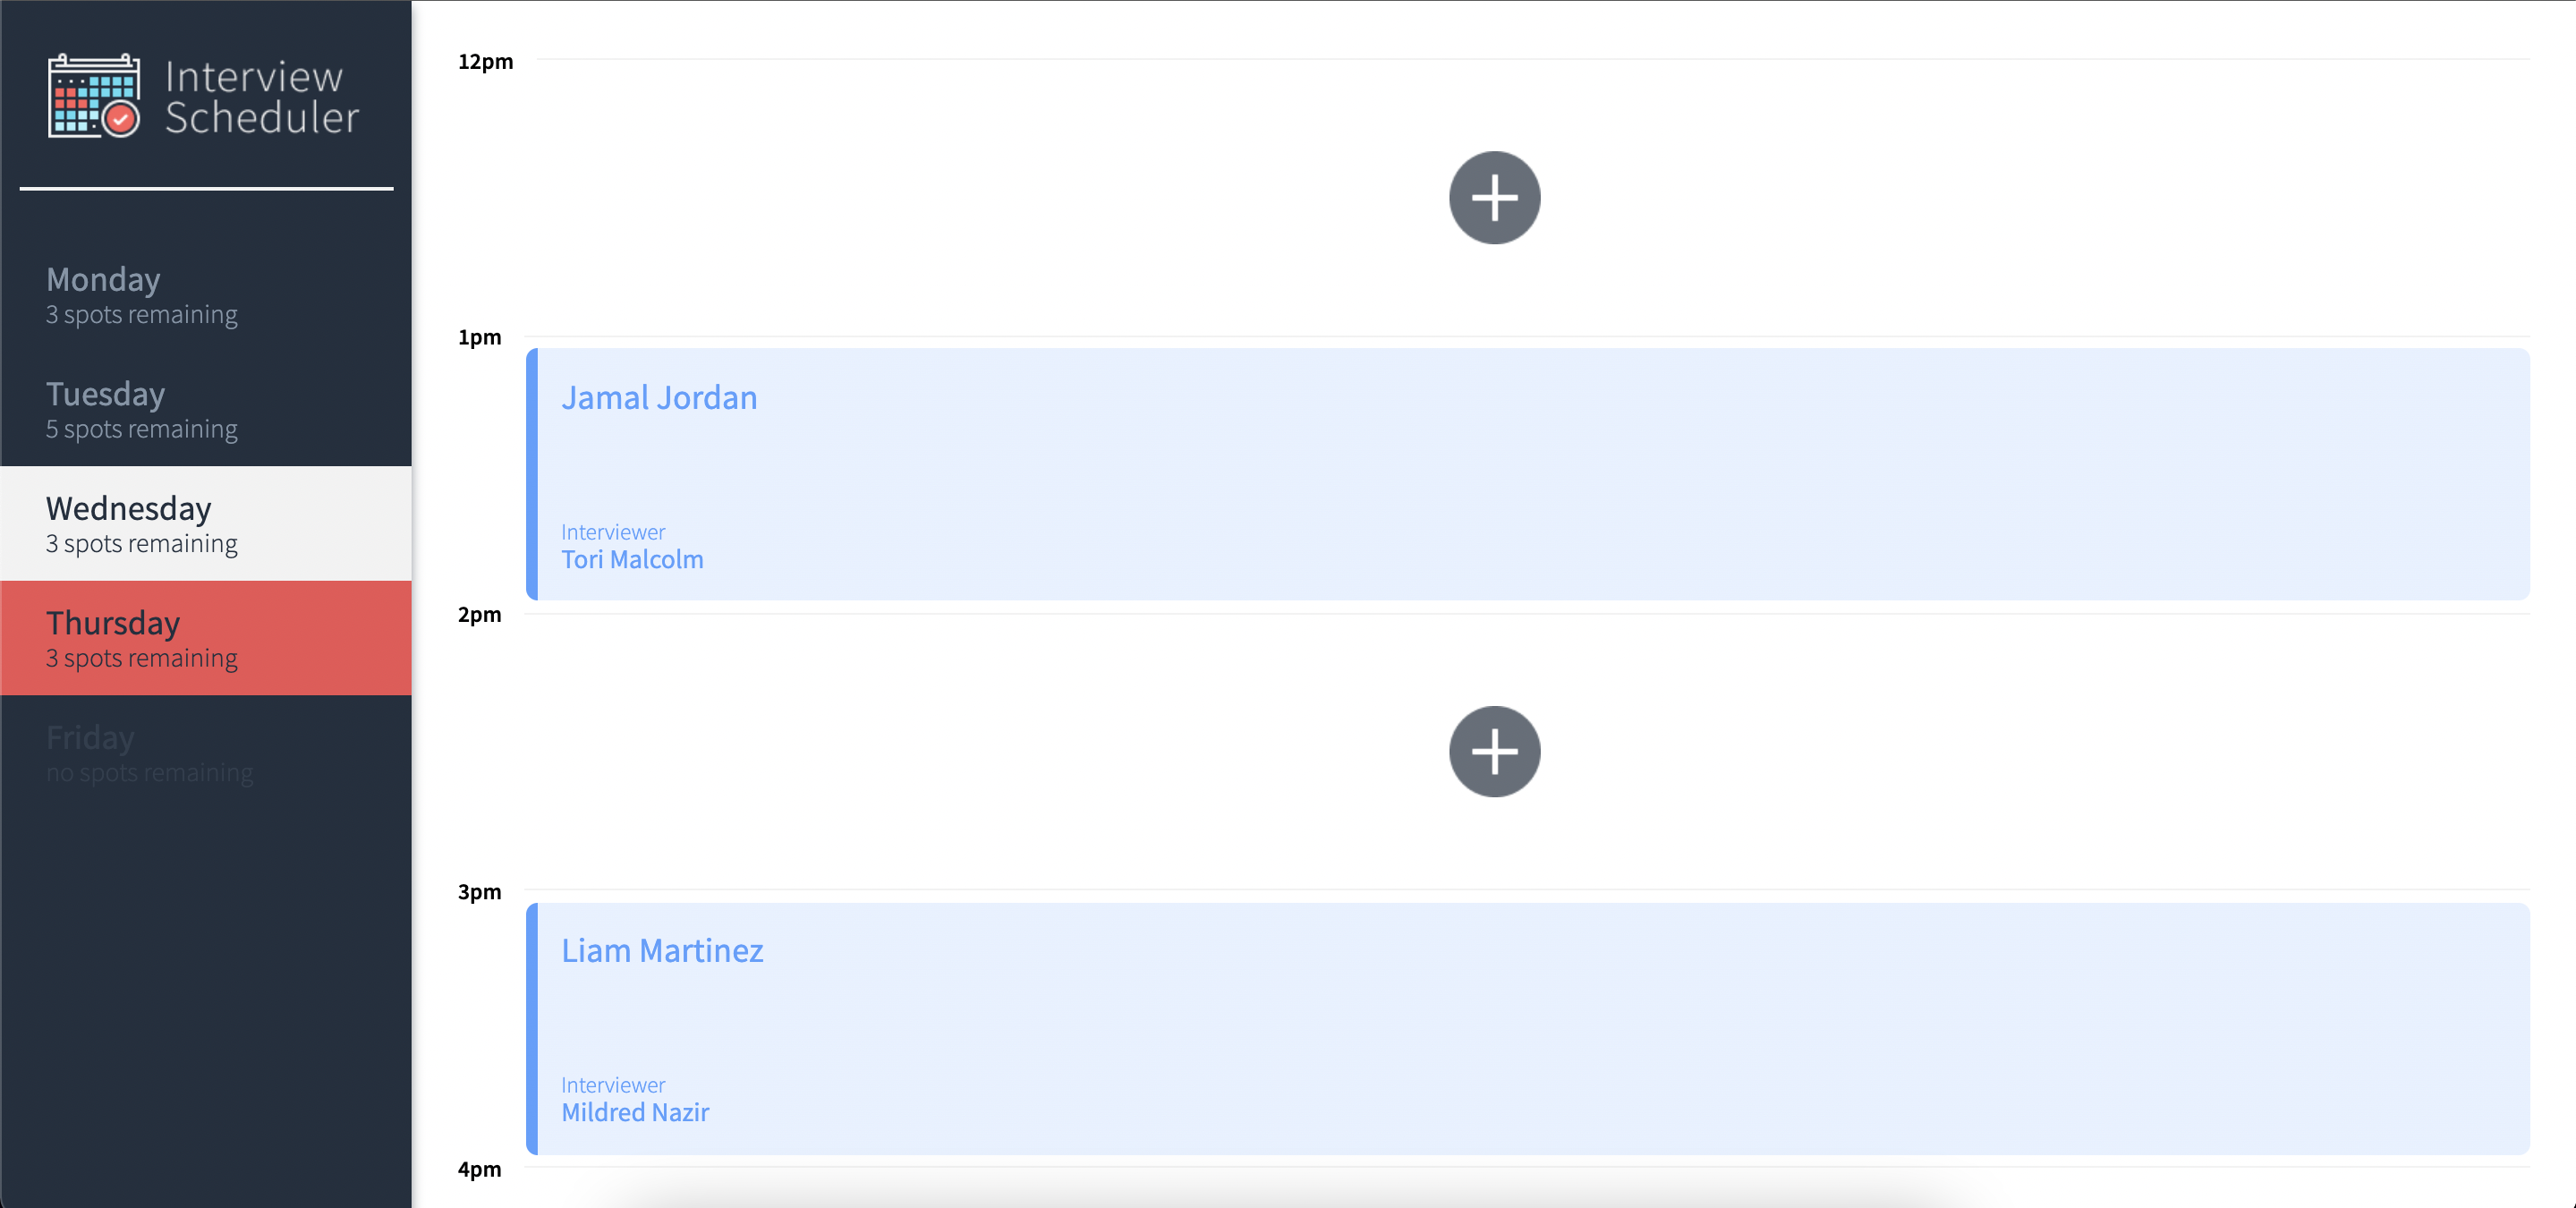 Interview
Scheduler
Monday
3 spots remaining
Tuesday
5 spots remaining
Wednesday
3 spots remaining
Thursday
3 spots remaining
Friday
no spots remaining
12pm
1pm
Jamal Jordan
Interviewer
Tori Malcolm
2pm
3pm
Liam Martinez
Interviewer
Mildred Nazir
4pm